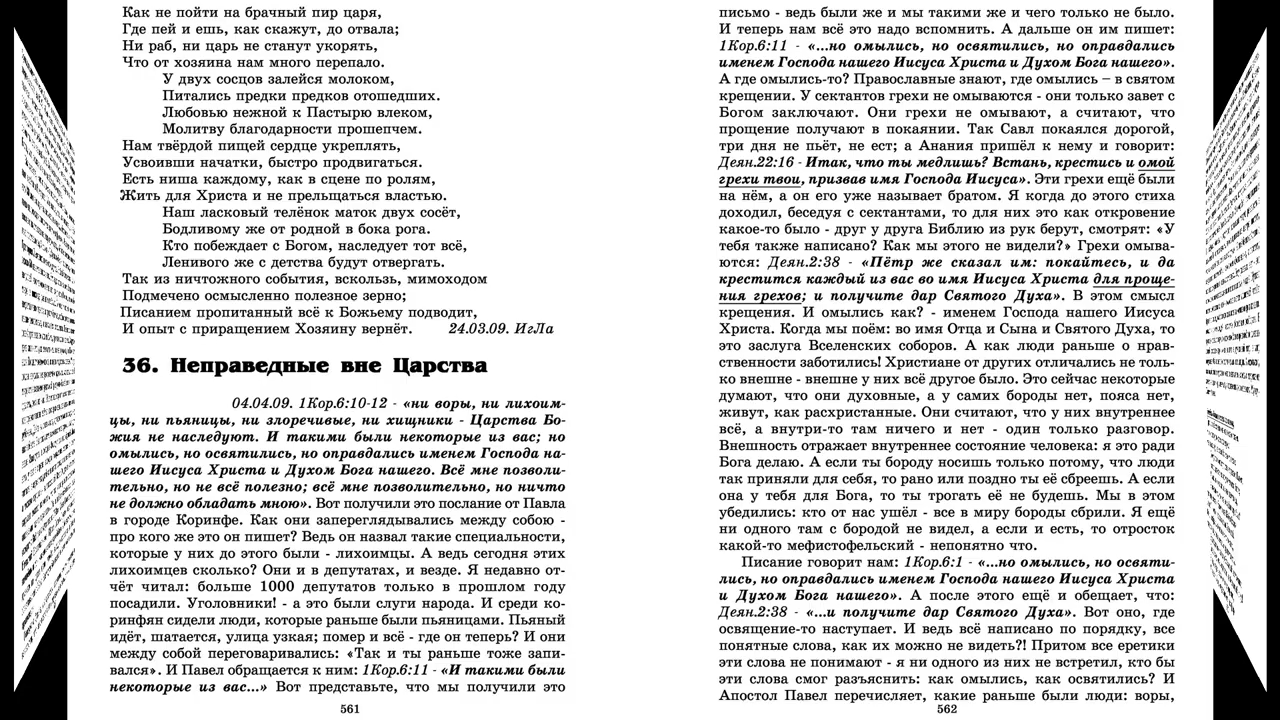 Как не пойти на брачный пир царя,
Где пей и ешь, как скажут, до отвала;
Ни раб, ни царь не станут укорять,
Что от хозяина нам много перепало.
У двух сосцов залейся молоком,
Питались предки предков отошедших.
Любовью нежной к Пастырю влеком,
Молитву благодарности прошепчем.
Нам твёрдой пищей сердце укреплять,
Усвоивши начатки, быстро продвигаться.
Есть ниша каждому, как в сцене по ролям,
Жить для Христа и не прельщаться властью.
Наш ласковый телёнок маток двух сосёт,
Бодливому же от родной в бока рога.
Кто побеждает с Богом, наследует тот всё,
Ленивого же с детства будут отвергать.
Так из ничтожного события, вскользь, мимоходом
Подмечено осмысленно полезное зерно;
Писанием пропитанный всё к Божьему подводит,
И опыт с приращением Хозяину вернёт. 24.03.09. ИгЛа
36. Неправедные вне Царства
04.04.09. 1Кор.6:10-12 - «ни воры, ни лихоим-
цы, ни пьяницы, ни злоречивые, ни хищники - Царства Бо-
жия не наследуют. И такими были некоторые из вас; но
омылись, но освятились, но оправдались именем Господа на-
шего Иисуса Христа и Духом Бога нашего. Всё мне позволи-
тельно, но не всё полезно; всё мне позволительно, но ничто
не должно обладать мною». Вот получили это послание от Павла
в городе Коринфе. Как они запереглядывались между собою -
про кого же это он пишет? Ведь он назвал такие специальности,
которые у них до этого были - лихоимцы. А ведь сегодня этих
лихоимцев сколько? Они и в депутатах, и везде. Я недавно от-
чёт читал: больше 1000 депутатов только в прошлом году
посадили. Уголовники! - а это были слуги народа. И среди ко-
ринфян сидели люди, которые раньше были пьяницами. Пьяный
идёт, шатается, улица узкая; помер и всё - где он теперь? И они
между собой переговаривались: «Так и ты раньше тоже запи-
вался». И Павел обращается к ним: 1Кор.6:11 - «И такими были
некоторые из вас...» Вот представьте, что мы получили это
561
письмо - ведь были же и мы такими же и чего только не было.
И теперь нам всё это надо вспомнить. А дальше он им пишет:
1Кор.6:11 - «...но омылись, но освятились, но оправдались
именем Господа нашего Иисуса Христа и Духом Бога нашего».
А где омылись-то? Православные знают, где омылись – в святом
крещении. У сектантов грехи не омываются - они только завет с
Богом заключают. Они грехи не омывают, а считают, что
прощение получают в покаянии. Так Савл покаялся дорогой,
три дня не пьёт, не ест; а Анания пришёл к нему и говорит:
Деян.22:16 - Итак, что ты медлишь? Встань, крестись и омой
грехи твои, призвав имя Господа Иисуса». Эти грехи ещё были
на нём, а он его уже называет братом. Я когда до этого стиха
доходил, беседуя с сектантами, то для них это как откровение
какое-то было - друг у друга Библию из рук берут, смотрят: «У
тебя также написано? Как мы этого не видели?» Грехи омыва-
ются: Деян.2:38 - «Пётр же сказал им: покайтесь, и да
крестится каждый из вас во имя Иисуса Христа для проще-
ния грехов; и получите дар Святого Духа». В этом смысл
крещения. И омылись как? - именем Господа нашего Иисуса
Христа. Когда мы поём: во имя Отца и Сына и Святого Духа, то
это заслуга Вселенских соборов. А как люди раньше о нрав-
ственности заботились! Христиане от других отличались не толь-
ко внешне - внешне у них всё другое было. Это сейчас некоторые
думают, что они духовные, а у самих бороды нет, пояса нет,
живут, как расхристанные. Они считают, что у них внутреннее
всё, а внутри-то там ничего и нет - один только разговор.
Внешность отражает внутреннее состояние человека: я это ради
Бога делаю. А если ты бороду носишь только потому, что люди
так приняли для себя, то рано или поздно ты её сбреешь. А если
она у тебя для Бога, то ты трогать её не будешь. Мы в этом
убедились: кто от нас ушёл - все в миру бороды сбрили. Я ещё
ни одного там с бородой не видел, а если и есть, то отросток
какой-то мефистофельский - непонятно что.
Писание говорит нам: 1Кор.6:1 - «...но омылись, но освяти-
лись, но оправдались именем Господа нашего Иисуса Христа
и Духом Бога нашего». А после этого ещё и обещает, что:
Деян.2:38 - «...и получите дар Святого Духа». Вот оно, где
освящение-то наступает. И ведь всё написано по порядку, все
понятные слова, как их можно не видеть?! Притом все еретики
эти слова не понимают - я ни одного из них не встретил, кто бы
эти слова смог разъяснить: как омылись, как освятились? И
Апостол Павел перечисляет, какие раньше были люди: воры,
562